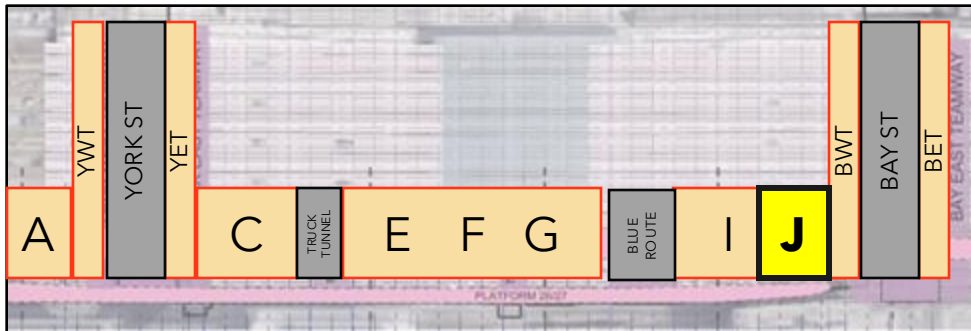 YWT
YORK ST
YET
BWT
BAY ST
BET
BAY EAST TEAMWAY
A
C
TRUCK
TUNNEL
E F G
BLUE
ROUTE
I
J
PLATFORM 26/27